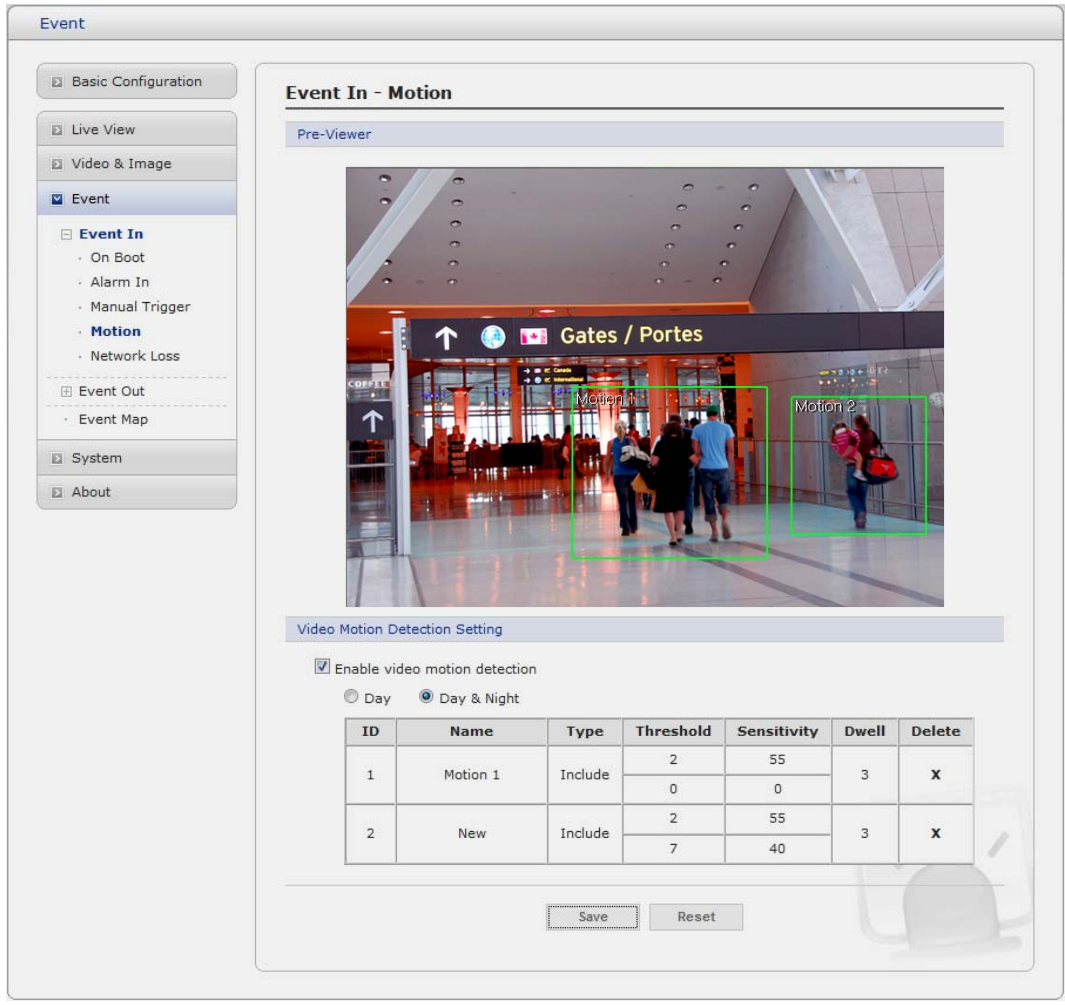 Event
Basic Configuration
Live View
Video & Image
Event
Event In
On Boot
Alarm In
Manual Trigger
Motion
Network Loss
Event Out
Event Map
System
About
Event In - Motion
Pre-Viewer
Gates / Portes
Canada
International
COFFEE
Motion 1
Motion 2
Video Motion Detection Setting
Enable video motion detection
Day Day & Night
ID Name Type Threshold Sensitivity Dwell Delete
1 Motion 1 Include 2 55 3 X
0 0
2 New Include 2 55 3 X
7 40
Save Reset